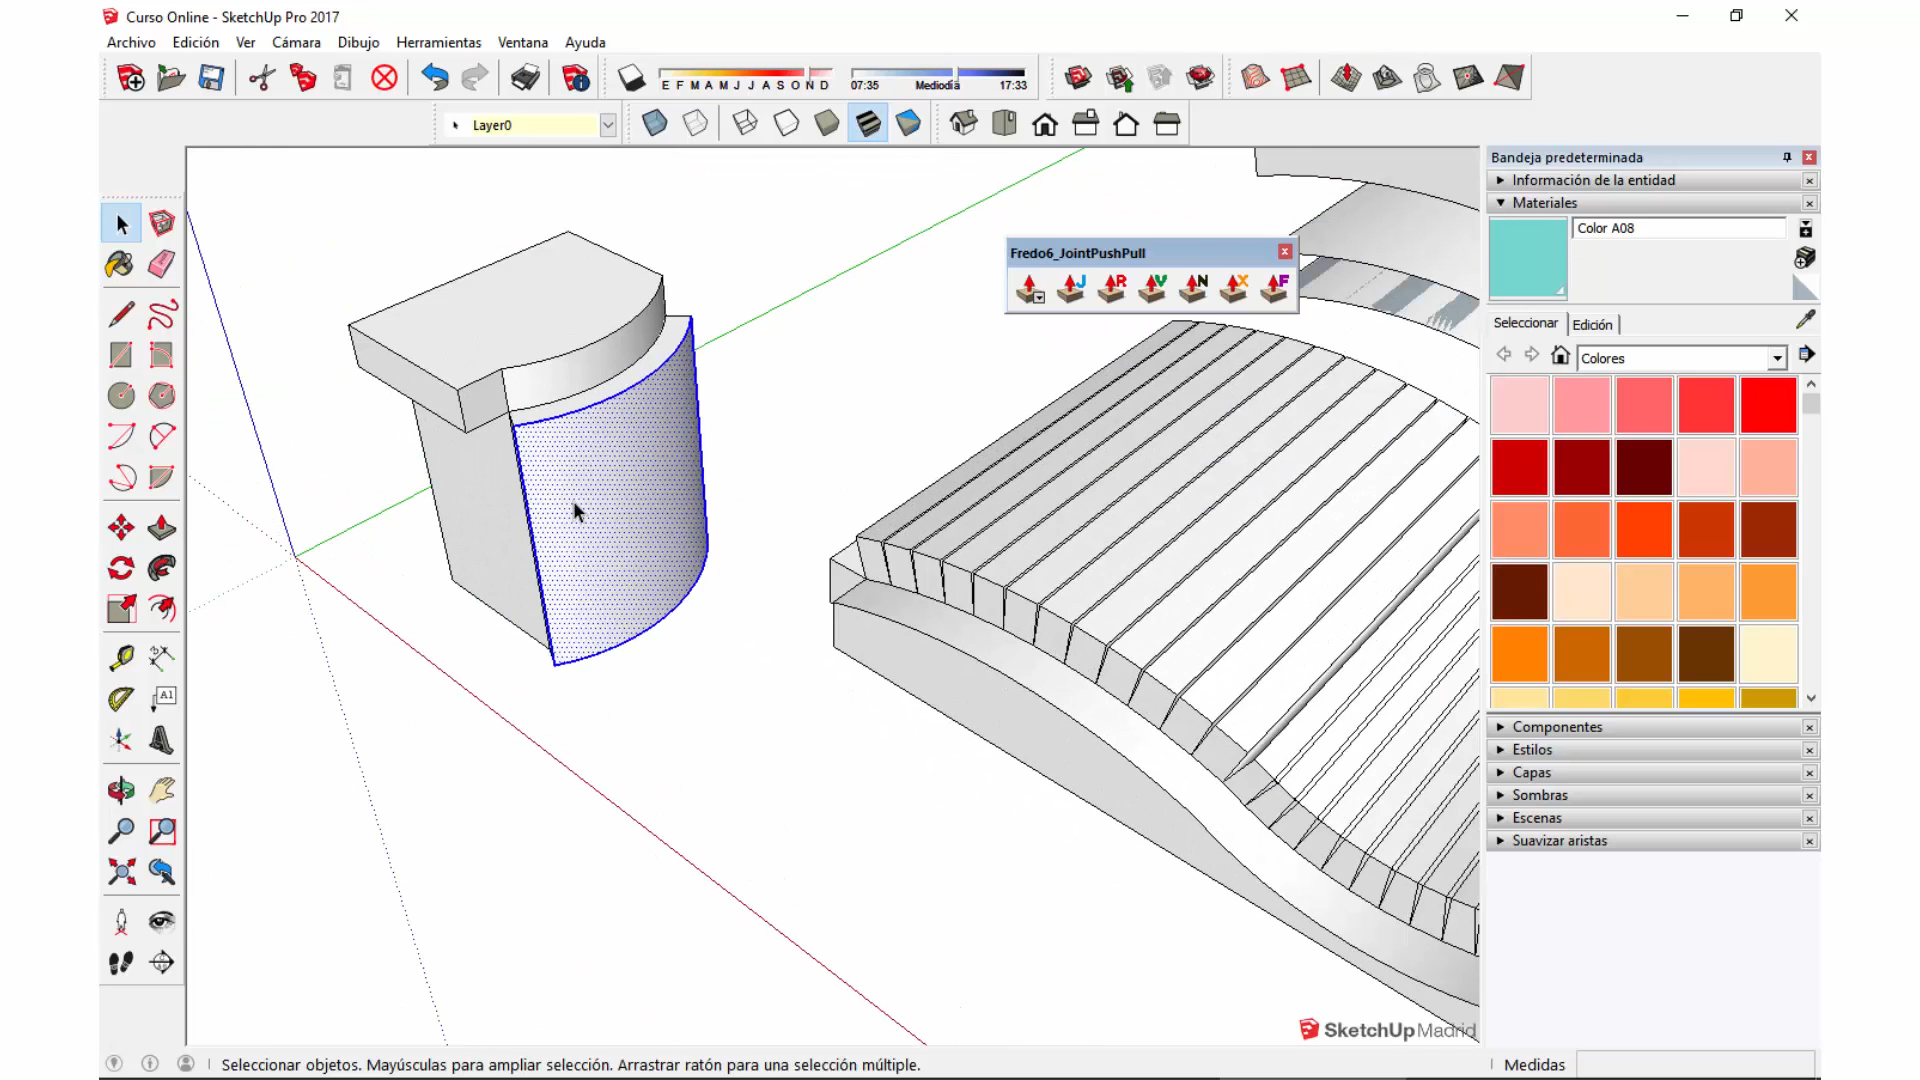 Curso Online - SketchUp Pro 2017
Archivo Edición Ver Cámara Dibujo Herramientas Ventana Ayuda
E F M A M J J A S O N D 07:35 Mediodía 17:33
Layer0
Bandeja predeterminada
Información de la entidad
Materiales
Color A08
Fredo6_JointPushPull
J R V N X F
Seleccionar Edición
Colores
A1
Componentes
Estilos
Capas
Sombras
Escenas
Suavizar aristas
SketchUpMadrid
Seleccionar objetos. Mayúsculas para ampliar selección. Arrastrar ratón para una selección múltiple.
Medidas